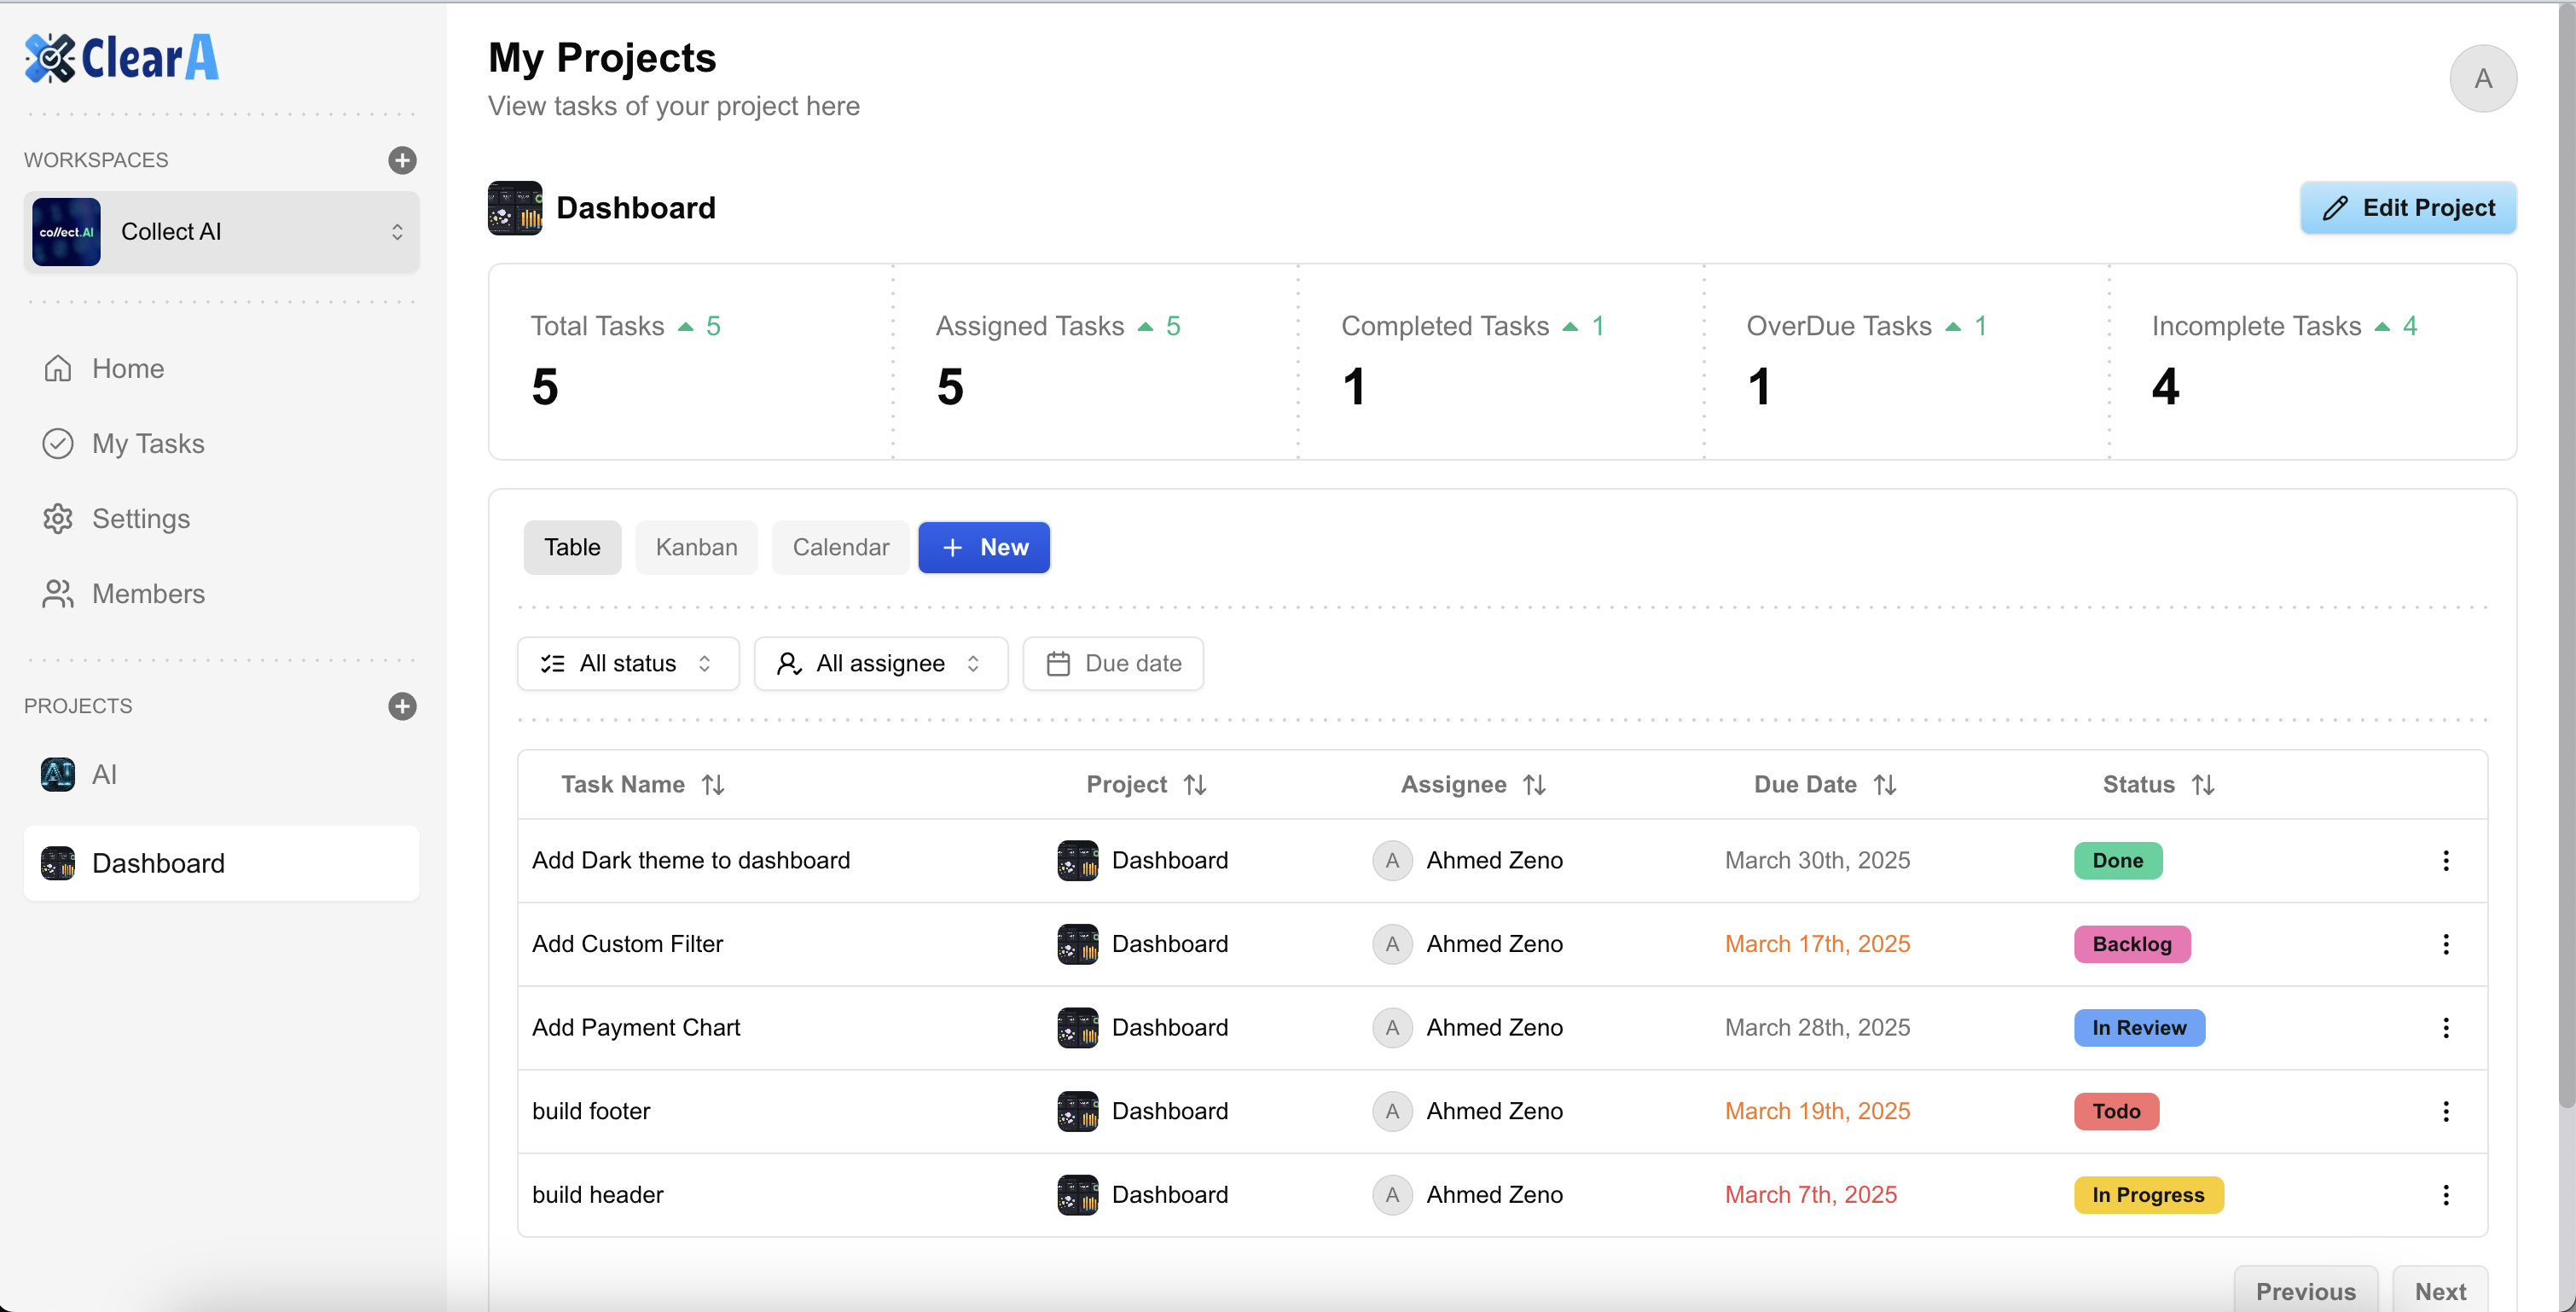 ClearA
WORKSPACES
collect.AI
Collect AI
Home
My Tasks
Settings
Members
PROJECTS
AI
AI
Dashboard
My Projects
View tasks of your project here
A
Dashboard
Edit Project
Total Tasks 5
5
Assigned Tasks 5
5
Completed Tasks 1
1
OverDue Tasks 1
1
Incomplete Tasks 4
4
Table Kanban Calendar + New
All status All assignee Due date
Task Name Project Assignee Due Date Status
Add Dark theme to dashboard Dashboard A Ahmed Zeno March 30th, 2025 Done
Add Custom Filter Dashboard A Ahmed Zeno March 17th, 2025 Backlog
Add Payment Chart Dashboard A Ahmed Zeno March 28th, 2025 In Review
build footer Dashboard A Ahmed Zeno March 19th, 2025 Todo
build header Dashboard A Ahmed Zeno March 7th, 2025 In Progress
Previous Next